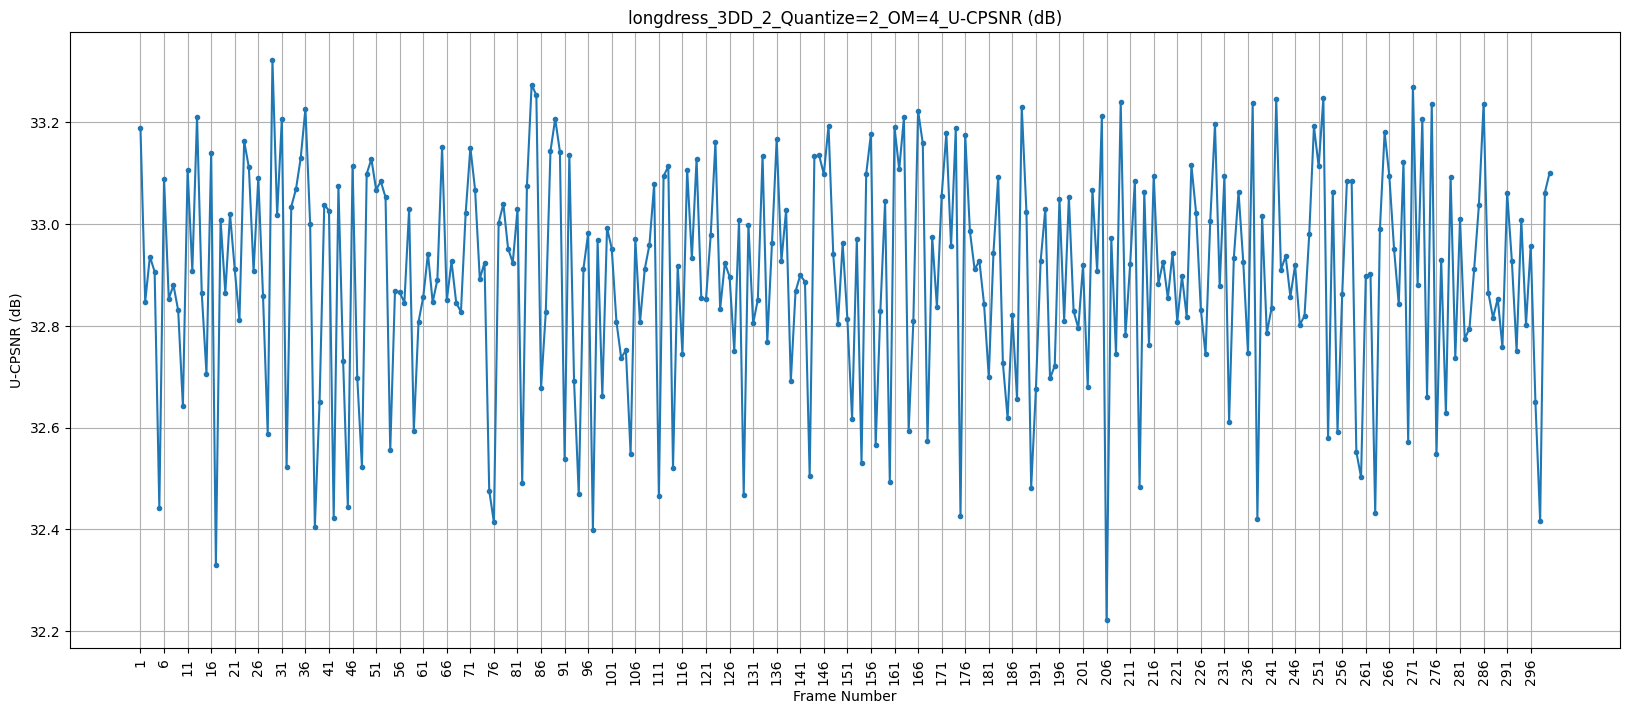 longdress_3DD_2_Quantize=2_OM=4_U-CPSNR (dB)
U-CPSNR (dB)
33.2
33.0
32.8
32.6
32.4
32.2
1 6 11 16 21 26 31 36 41 46 51 56 61 66 71 76 81 86 91 96 101 106 111 116 121 126 131 136 141 146 151 156 161 166 171 176 181 186 191 196 201 206 211 216 221 226 231 236 241 246 251 256 261 266 271 276 281 286 291 296
Frame Number